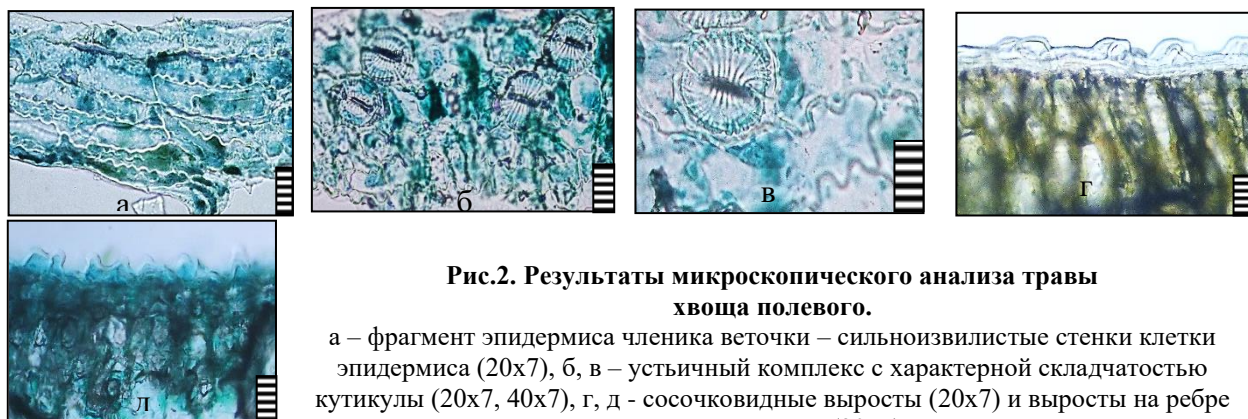 а
б
в
г
Рис.2. Результаты микроскопического анализа травы
хвоща полевого.
а – фрагмент эпидермиса членика веточки – сильноизвилистые стенки клетки
эпидермиса (20х7), б, в – устьичный комплекс с характерной складчатостью
кутикулы (20х7, 40х7), г, д - сосочковидные выросты (20х7) и выросты на ребре